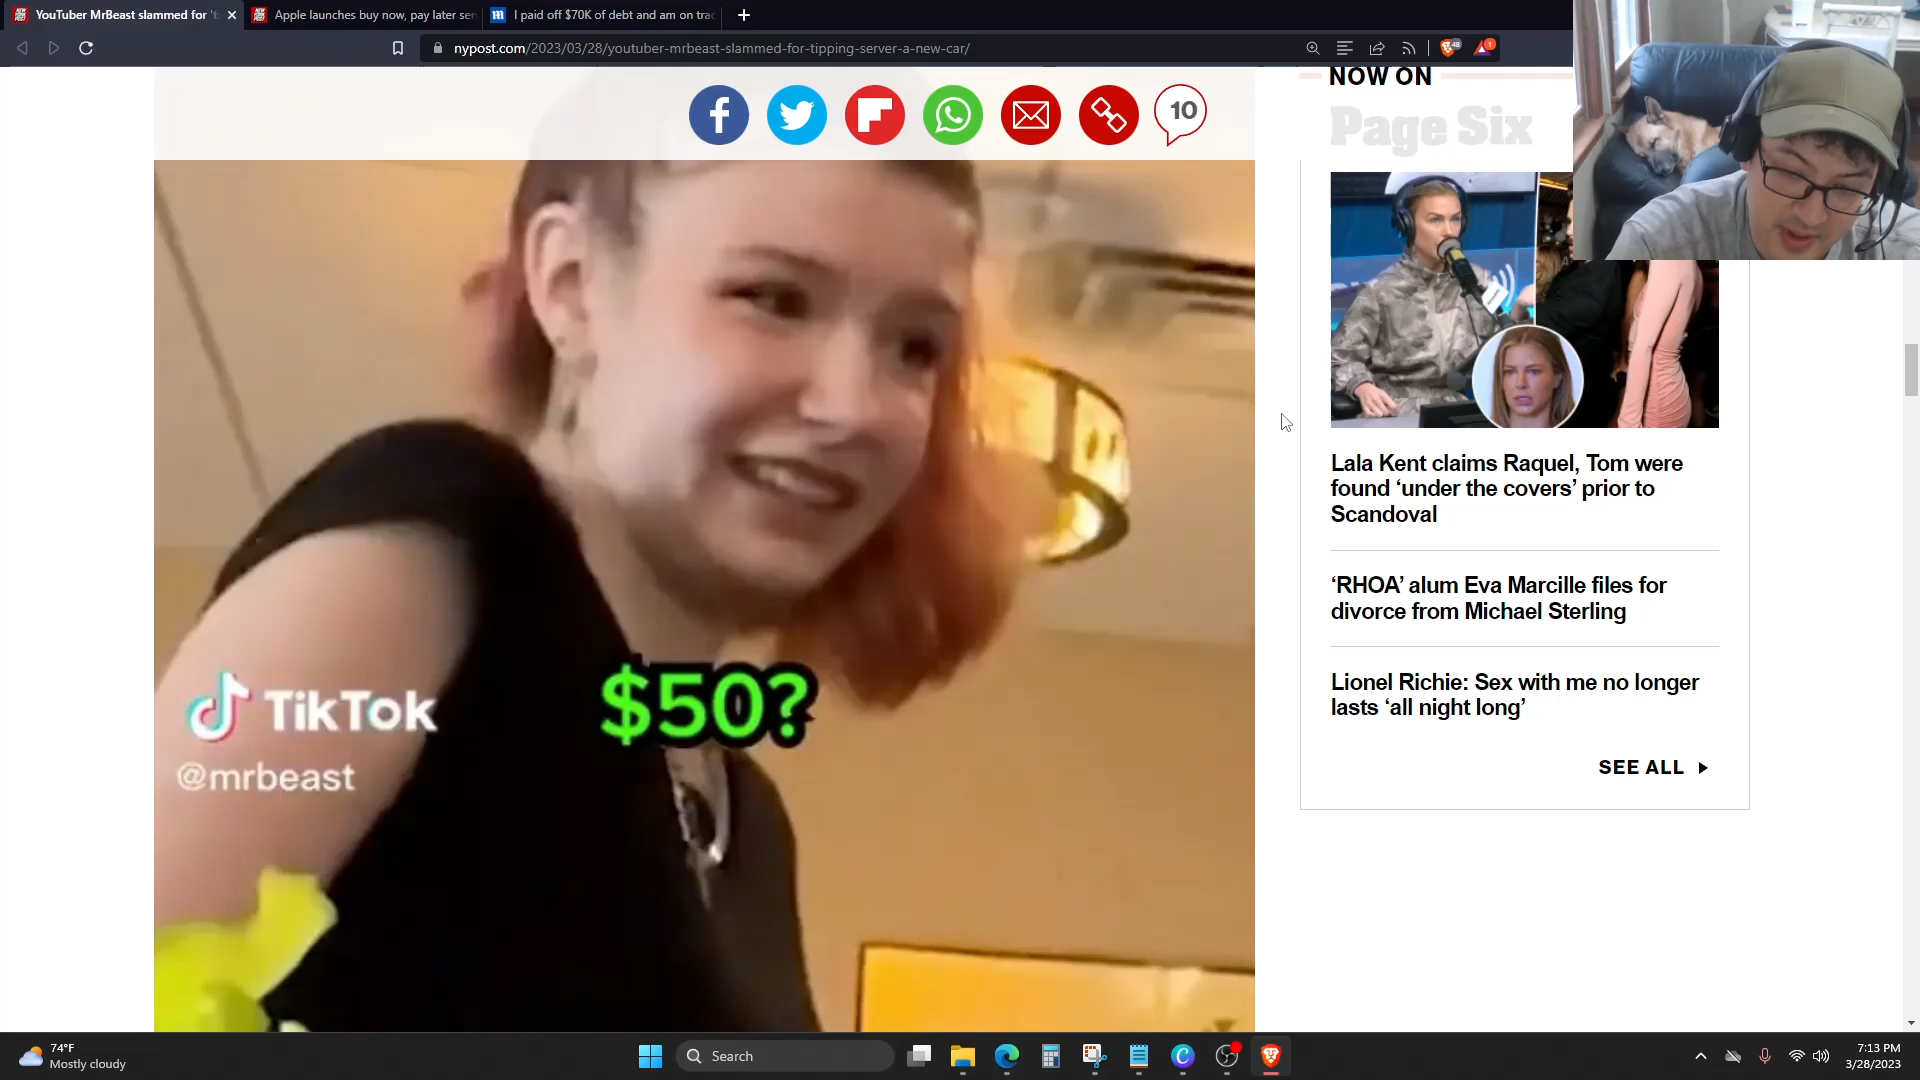 YouTuber MrBeast slammed for 't
Apple launches buy now, pay later ser
I paid off $70K of debt and am on trac
nypost.com/2023/03/28/youtuber-mrbeast-slammed-for-tipping-server-a-new-car/
10
NOW ON
Page Six
$50?
TikTok
@mrbeast
Lala Kent claims Raquel, Tom were
found ‘under the covers’ prior to
Scandoval
‘RHOA’ alum Eva Marcille files for
divorce from Michael Sterling
Lionel Richie: Sex with me no longer
lasts ‘all night long’
SEE ALL
74°F
Mostly cloudy
Search
7:13 PM
3/28/2023